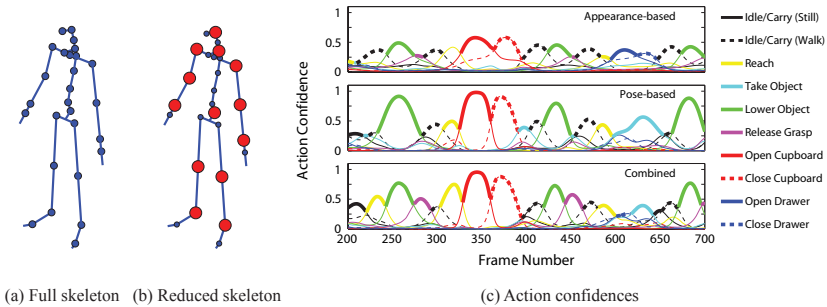 Appearance-based
1
0.5
0
Pose-based
1
0.5
0
Combined
1
0.5
0
Action Confidence
200 250 300 350 400 450 500 550 600 650 700
Frame Number
Idle/Carry (Still)
Idle/Carry (Walk)
Reach
Take Object
Lower Object
Release Grasp
Open Cupboard
Close Cupboard
Open Drawer
Close Drawer
(a) Full skeleton (b) Reduced skeleton (c) Action confidences